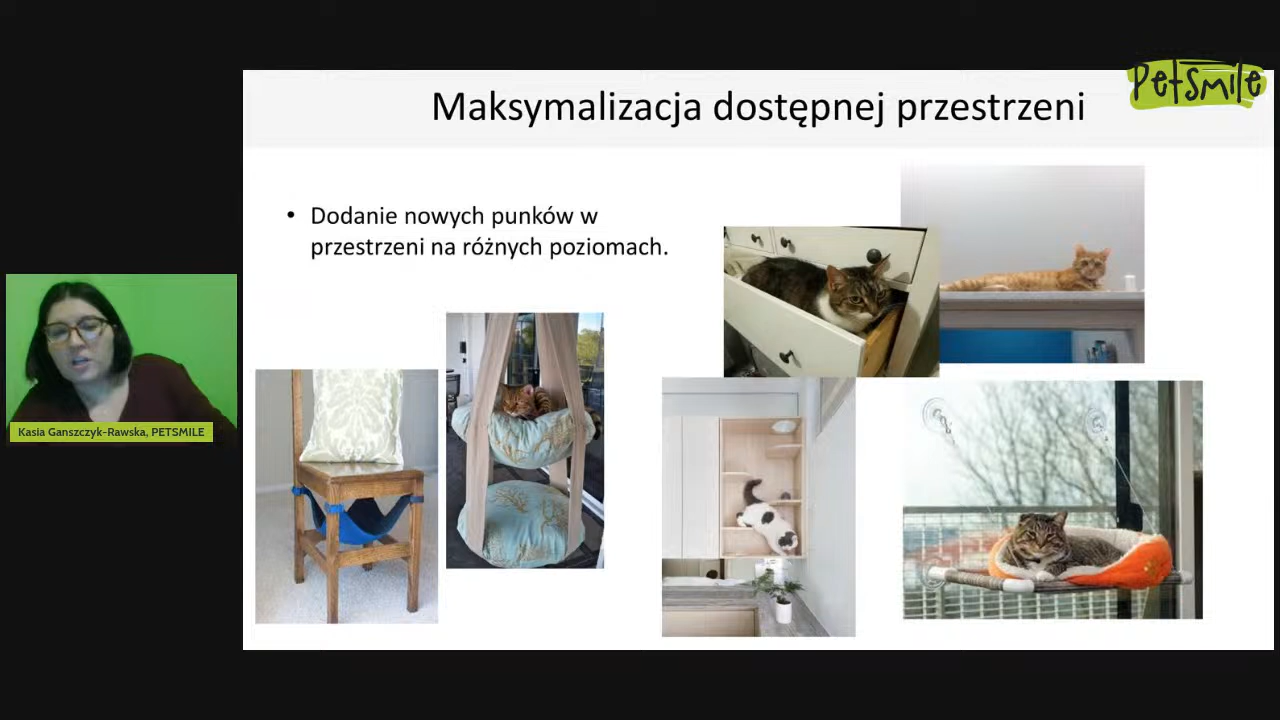 PetSmile
Maksymalizacja dostępnej przestrzeni
• Dodanie nowych punków w
przestrzeni na różnych poziomach.
Kasia Ganszczyk-Rawska, PETSMILE